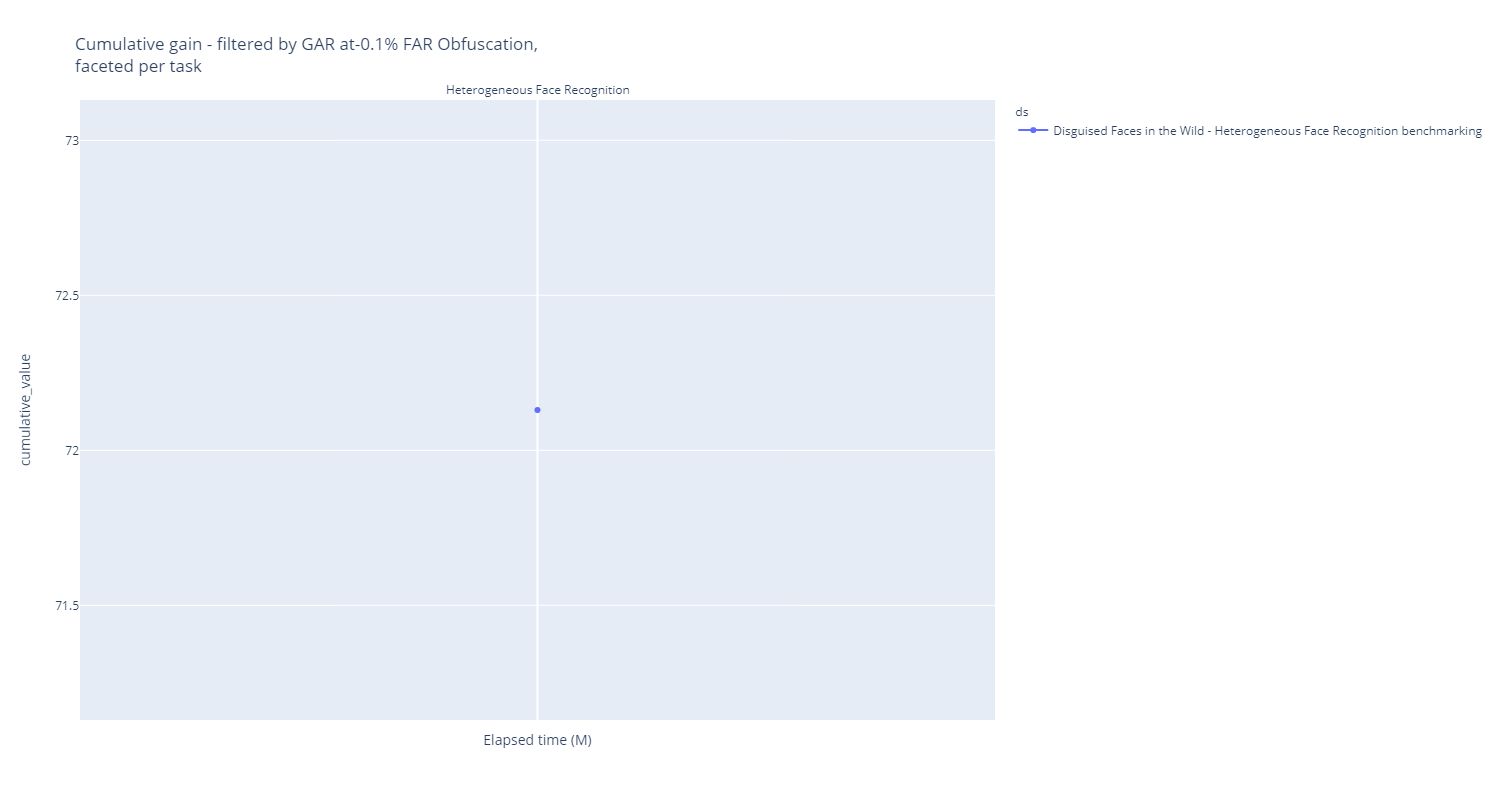 Cumulative gain - filtered by GAR at-0.1% FAR Obfuscation,
faceted per task
Heterogeneous Face Recognition
ds
Disguised Faces in the Wild - Heterogeneous Face Recognition benchmarking
73
72.5
72
71.5
cumulative_value
Elapsed time (M)